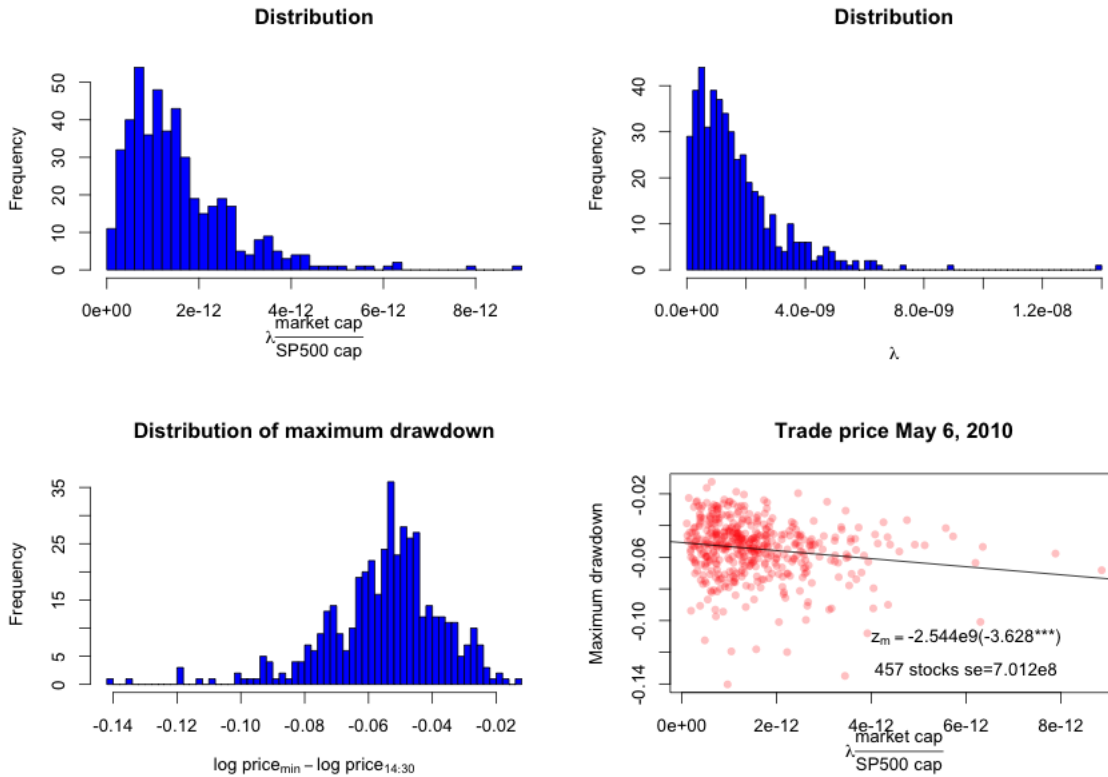 Distribution
Frequency
50
40
30
20
10
0
0e+00 2e-12 4e-12 6e-12 8e-12
λ market cap
SP500 cap
Distribution
Frequency
40
30
20
10
0
0.0e+00 4.0e-09 8.0e-09 1.2e-08
λ
Distribution of maximum drawdown
Frequency
35
25
15
5
0
-0.14 -0.12 -0.10 -0.08 -0.06 -0.04 -0.02
log price_min − log price_14:30
Trade price May 6, 2010
Maximum drawdown
-0.02
-0.06
-0.10
-0.14
z_m = -2.544e9(-3.628***)
457 stocks se=7.012e8
0e+00 2e-12 4e-12 6e-12 8e-12
λ market cap
SP500 cap